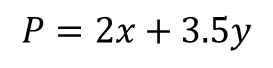 P = 2x + 3.5y